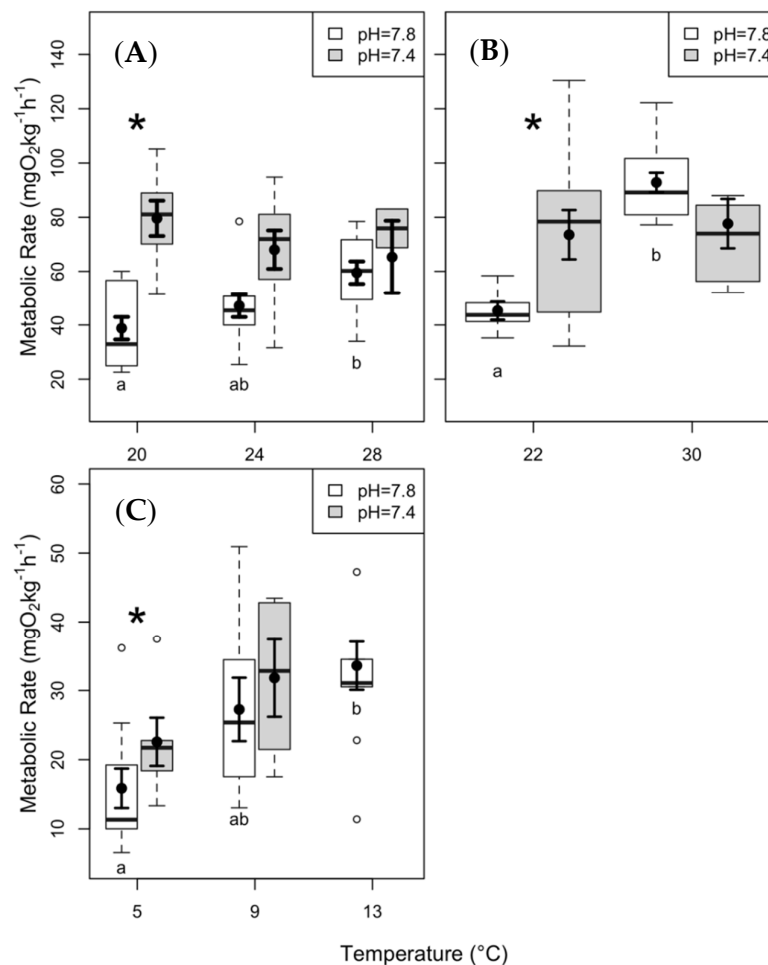 (A)
pH=7.8
pH=7.4
*
Metabolic Rate (mgO₂kg⁻¹h⁻¹)
140
120
100
80
60
40
20
a
ab
b
20
24
28
(B)
pH=7.8
pH=7.4
*
a
b
22
30
(C)
pH=7.8
pH=7.4
*
Metabolic Rate (mgO₂kg⁻¹h⁻¹)
60
50
40
30
20
10
a
ab
b
5
9
13
Temperature (°C)